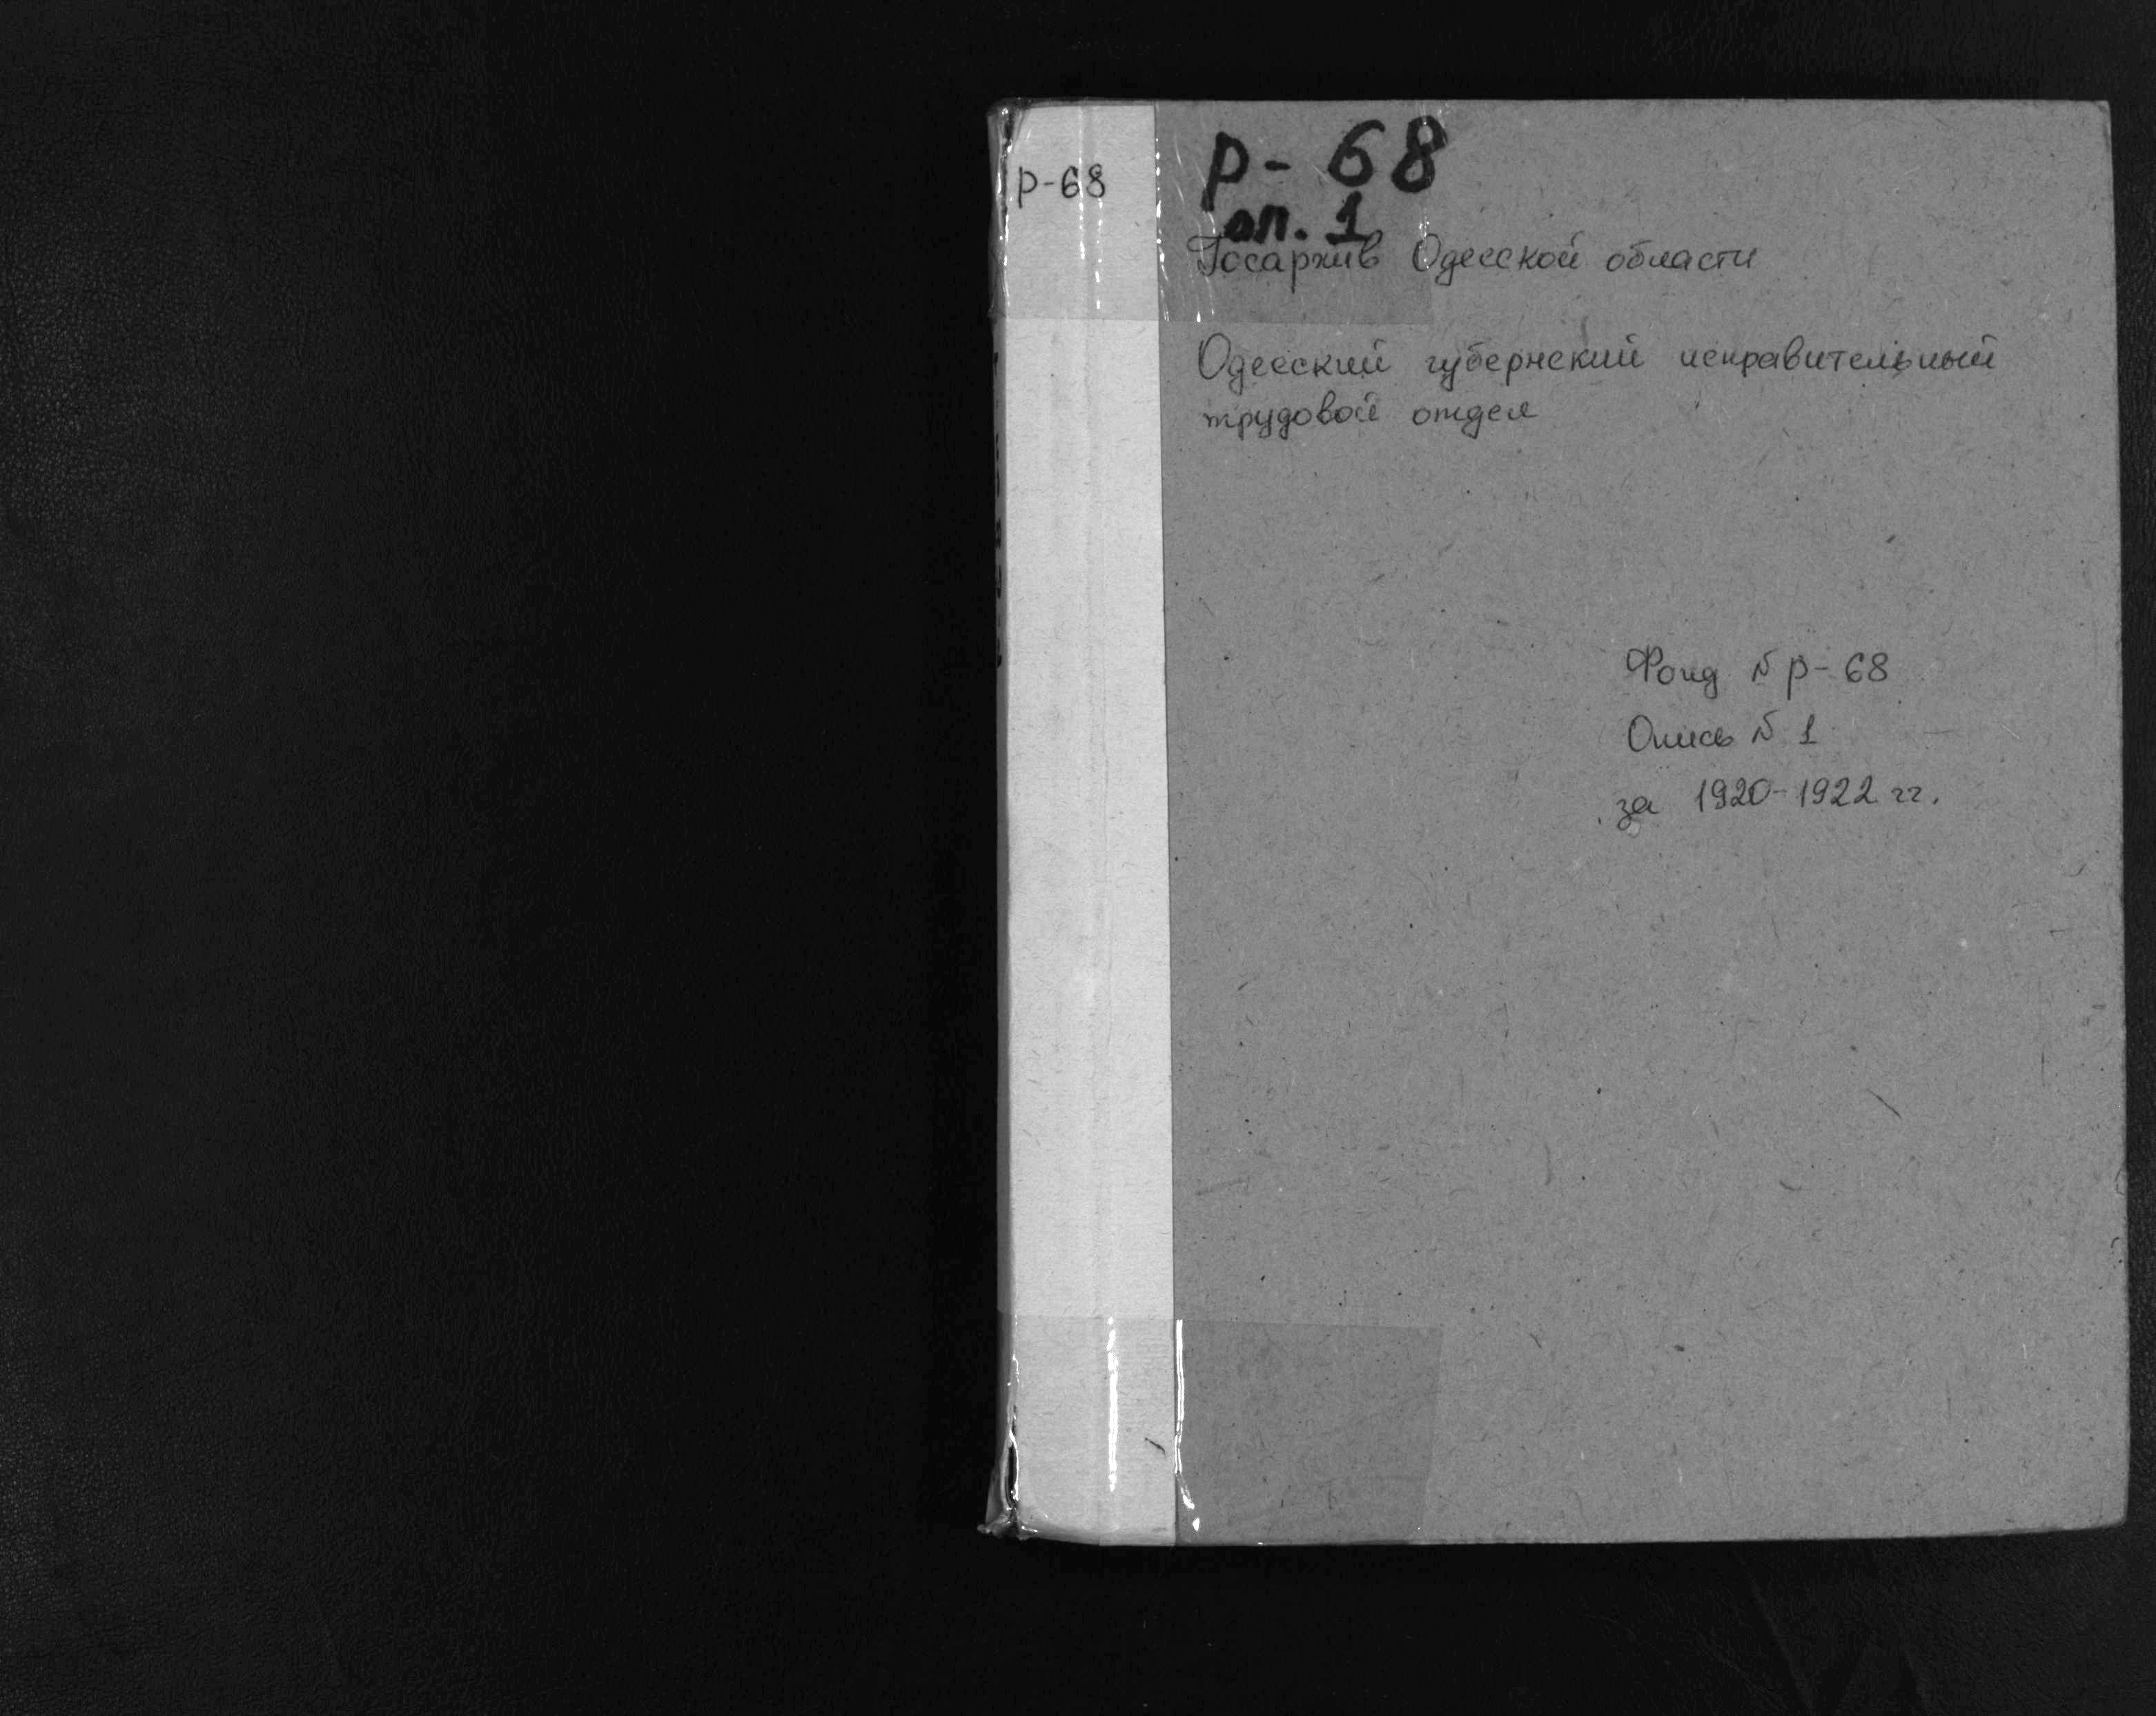 р-68
р-68
оп. 1
Госархив Одесской области
Одесский губернский исправительный
трудовой отдел
Фонд № р-68
Опись № 1
за 1920-1922 гг.